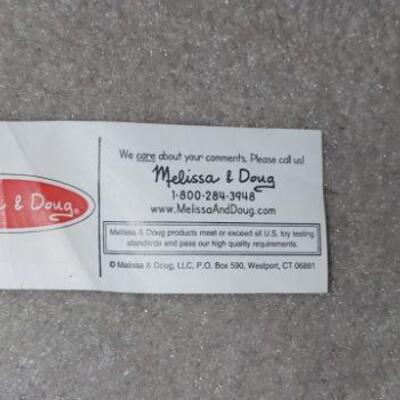 & Doug®
We care about your comments. Please call us!
Melissa & Doug
1-800-284-3948
www.MelissaAndDoug.com
Melissa & Doug products meet or exceed all U.S. toy testing
standards and pass our high quality requirements.
© Melissa & Doug, LLC, P.O. Box 590, Westport, CT 06881